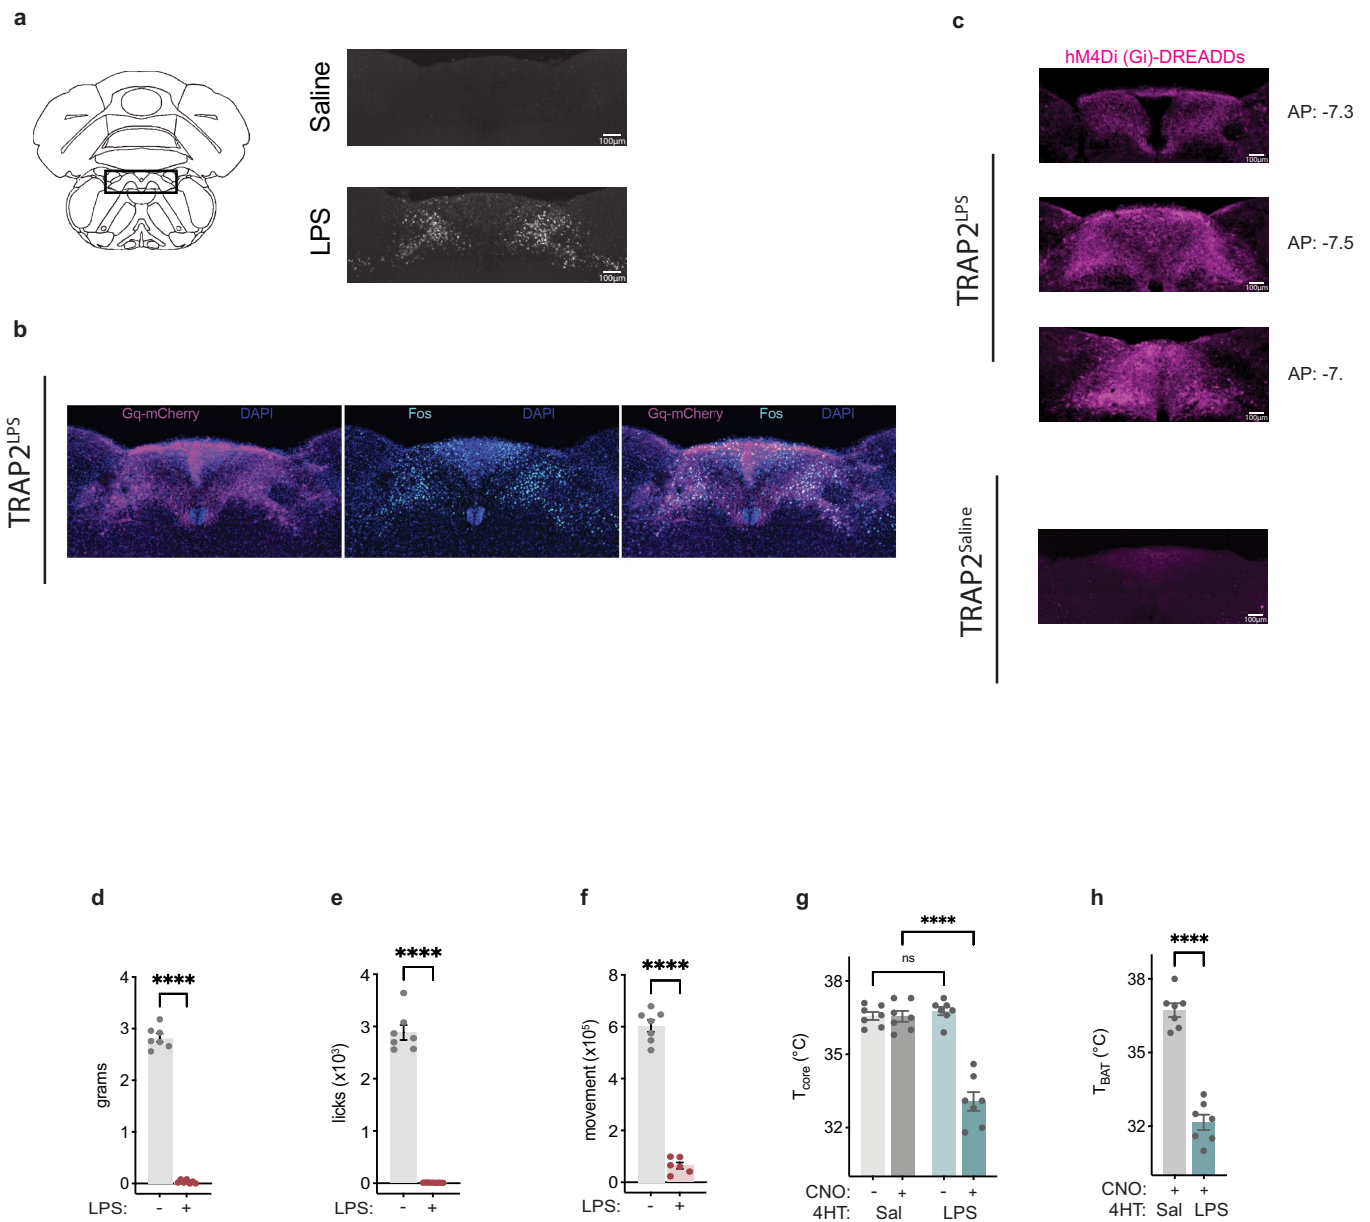 a
Saline
100µm
LPS
100µm
b
TRAP2LPS
Gq-mCherry DAPI
Fos DAPI
Gq-mCherry Fos DAPI
c
hM4Di (Gi)-DREADDs
AP: -7.3
100µm
TRAP2LPS
AP: -7.5
100µm
AP: -7.
100µm
TRAP2Saline
100µm
d
****
4
3
2
1
0
grams
LPS: - +
e
****
4
3
2
1
0
licks (x10³)
LPS: - +
f
****
8
6
4
2
0
movement (x10⁵)
LPS: - +
g
****
ns
38
35
32
Tcore (°C)
CNO: - + - +
4HT: Sal LPS
h
****
38
35
32
TBAT (°C)
CNO: + +
4HT: Sal LPS